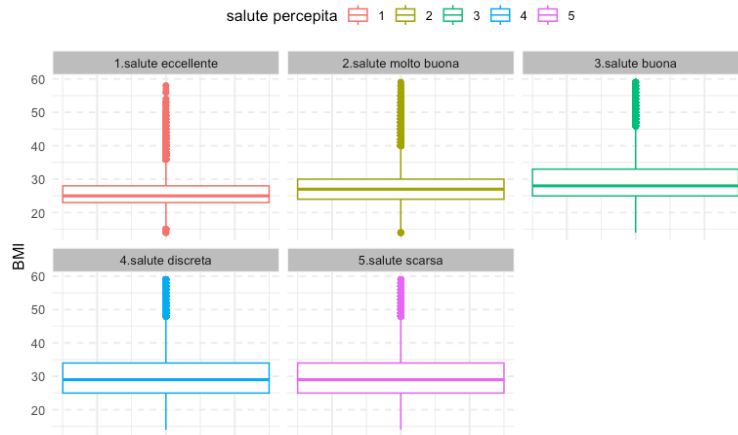 salute percepita 1 2 3 4 5
1.salute eccellente 2.salute molto buona 3.salute buona
60
50
40
30
20
BMI
4.salute discreta 5.salute scarsa
60
50
40
30
20